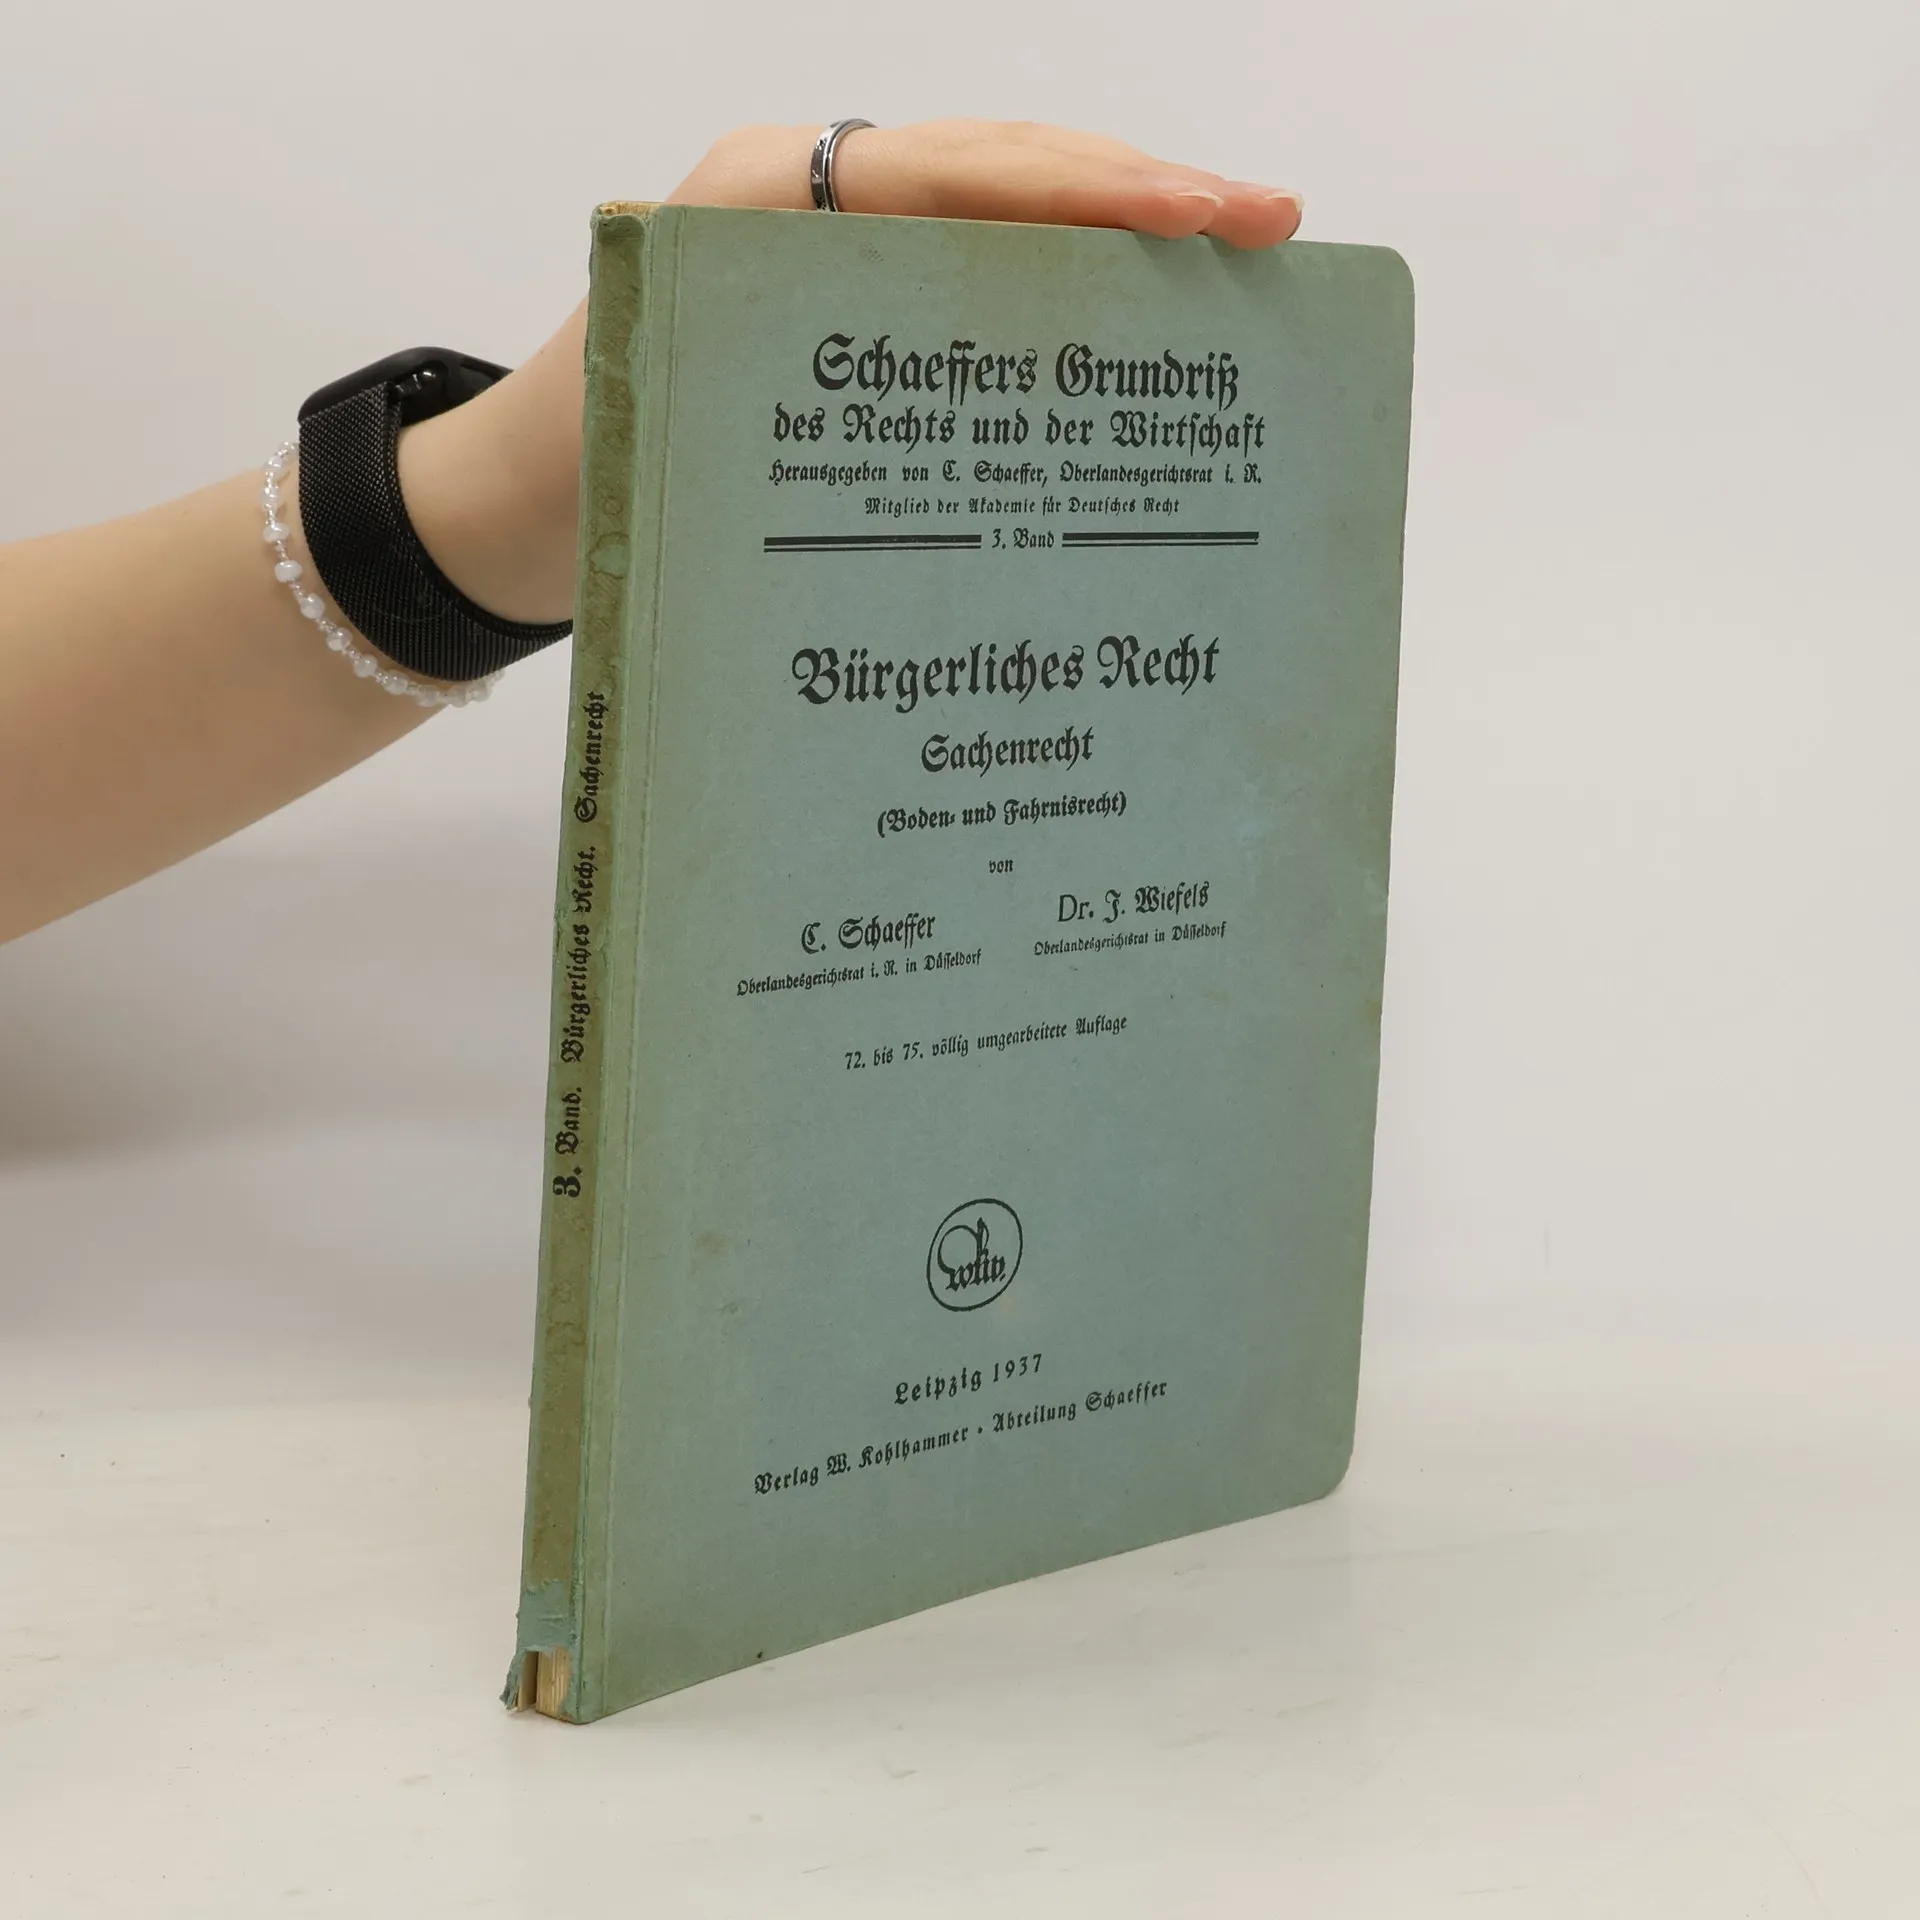 Schaeffers Grundriß
des Rechts und der Wirtschaft
Herausgegeben von C. Schaeffer, Oberlandesgerichtsrat i. R.
Mitglied der Akademie für Deutsches Recht
3. Band
Bürgerliches Recht
Sachenrecht
(Boden- und Fahrnisrecht)
von
C. Schaeffer
Oberlandesgerichtsrat i. R. in Düsseldorf
Dr. J. Wiefels
Oberlandesgerichtsrat in Düsseldorf
72. bis 75. völlig umgearbeitete Auflage
wkv.
Leipzig 1937
Verlag W. Kohlhammer · Abteilung Schaeffer
3. Band. Bürgerliches Recht. Sachenrecht